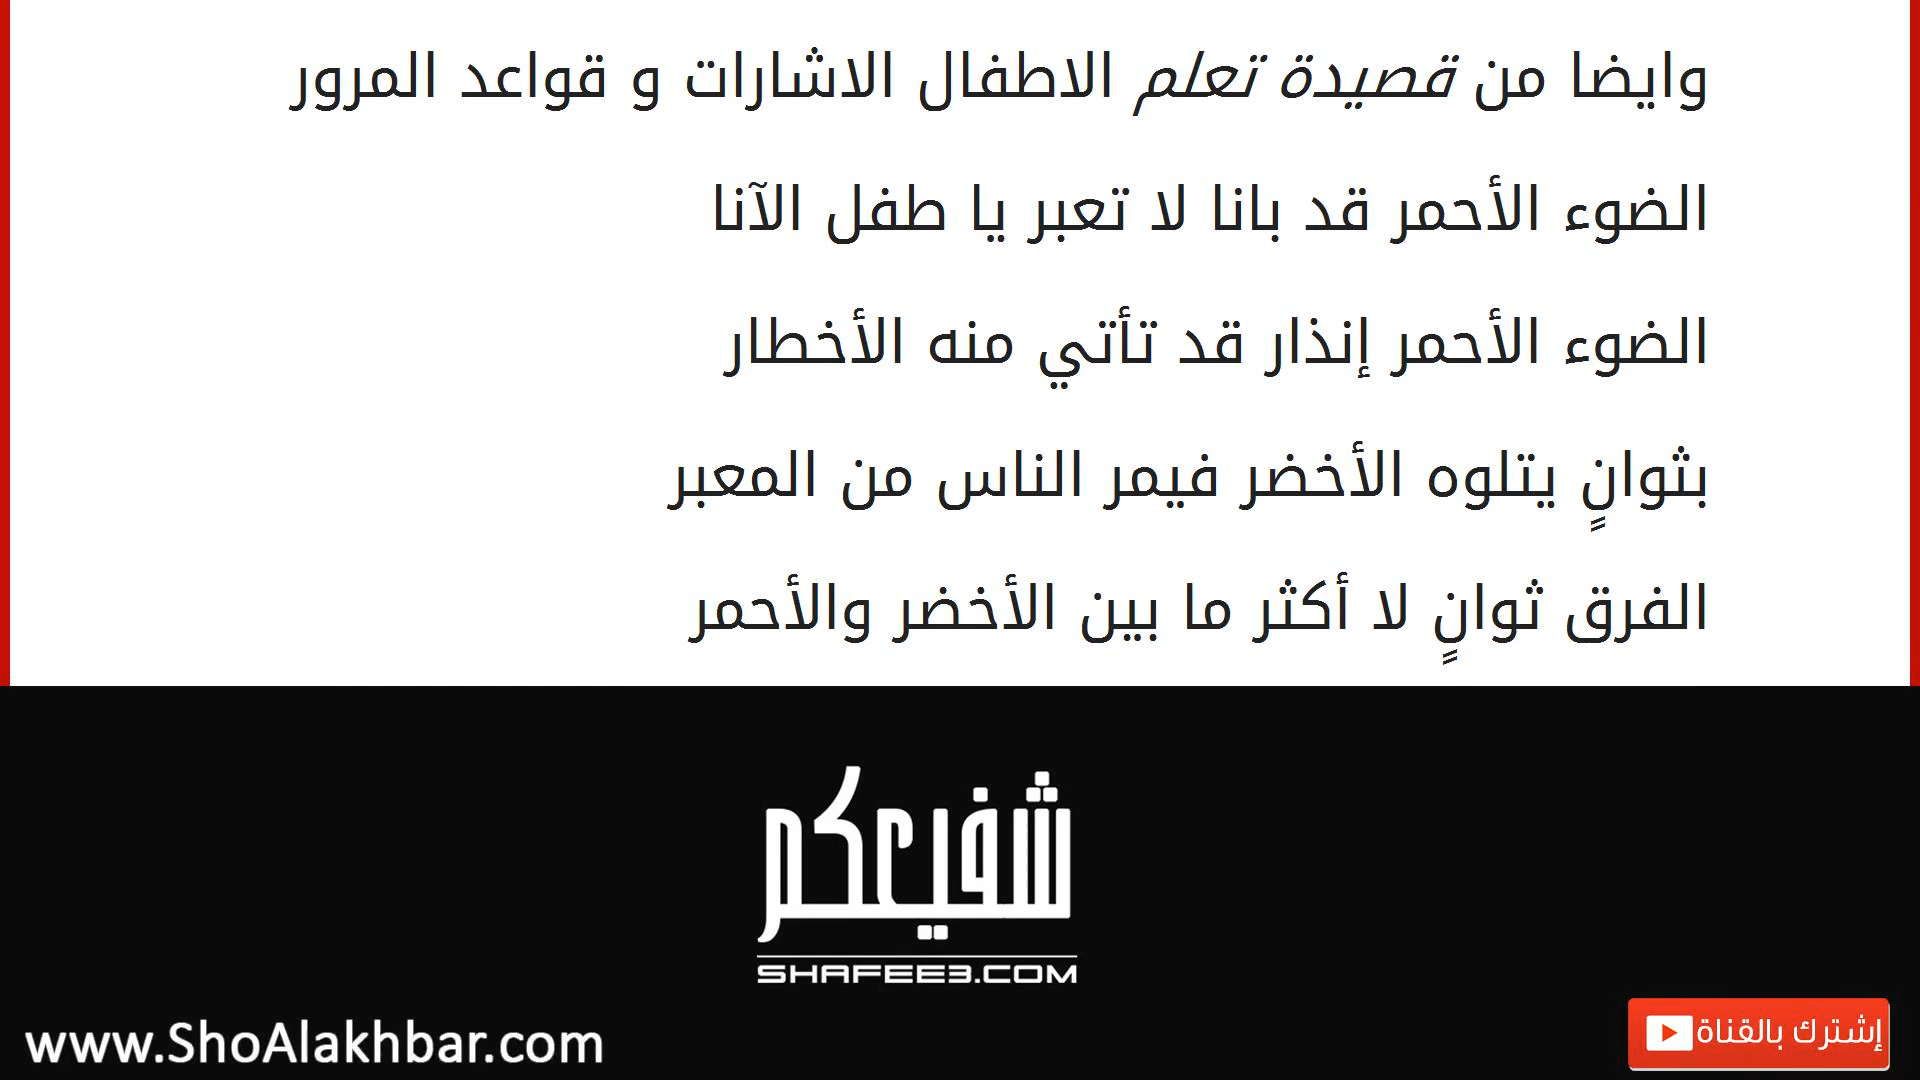 وايضا من قصيدة تعلم الاطفال الاشارات و قواعد المرور
الضوء الأحمر قد بانا لا تعبر يا طفل الآنا
الضوء الأحمر إنذار قد تأتي منه الأخطار
بثوانٍ يتلوه الأخضر فيمر الناس من المعبر
الفرق ثوانٍ لا أكثر ما بين الأخضر والأحمر
شفيعكم
SHAFEE3.COM
www.ShoAlakhbar.com
إشترك بالقناة